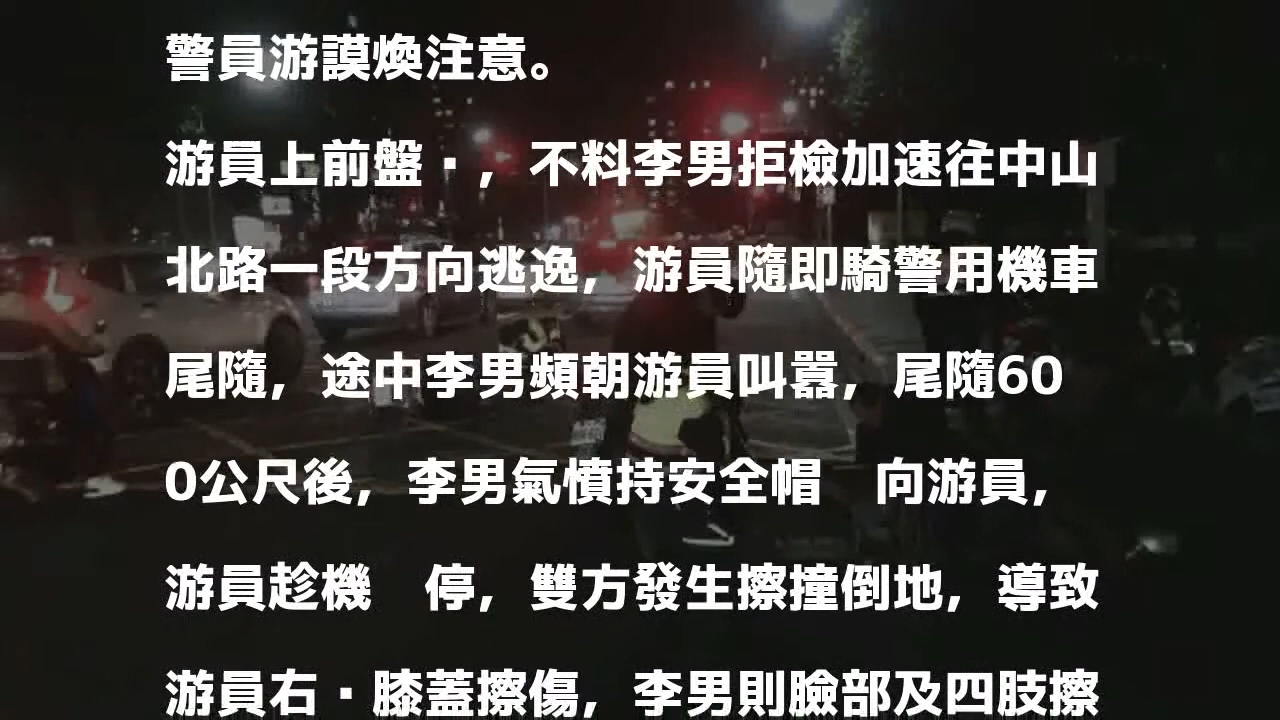 警員游謨煥注意。
游員上前盤▪，不料李男拒檢加速往中山
北路一段方向逃逸，游員隨即騎警用機車
尾隨，途中李男頻朝游員叫囂，尾隨60
0公尺後，李男氣憤持安全帽　向游員，
游員趁機　停，雙方發生擦撞倒地，導致
游員右▪膝蓋擦傷，李男則臉部及四肢擦